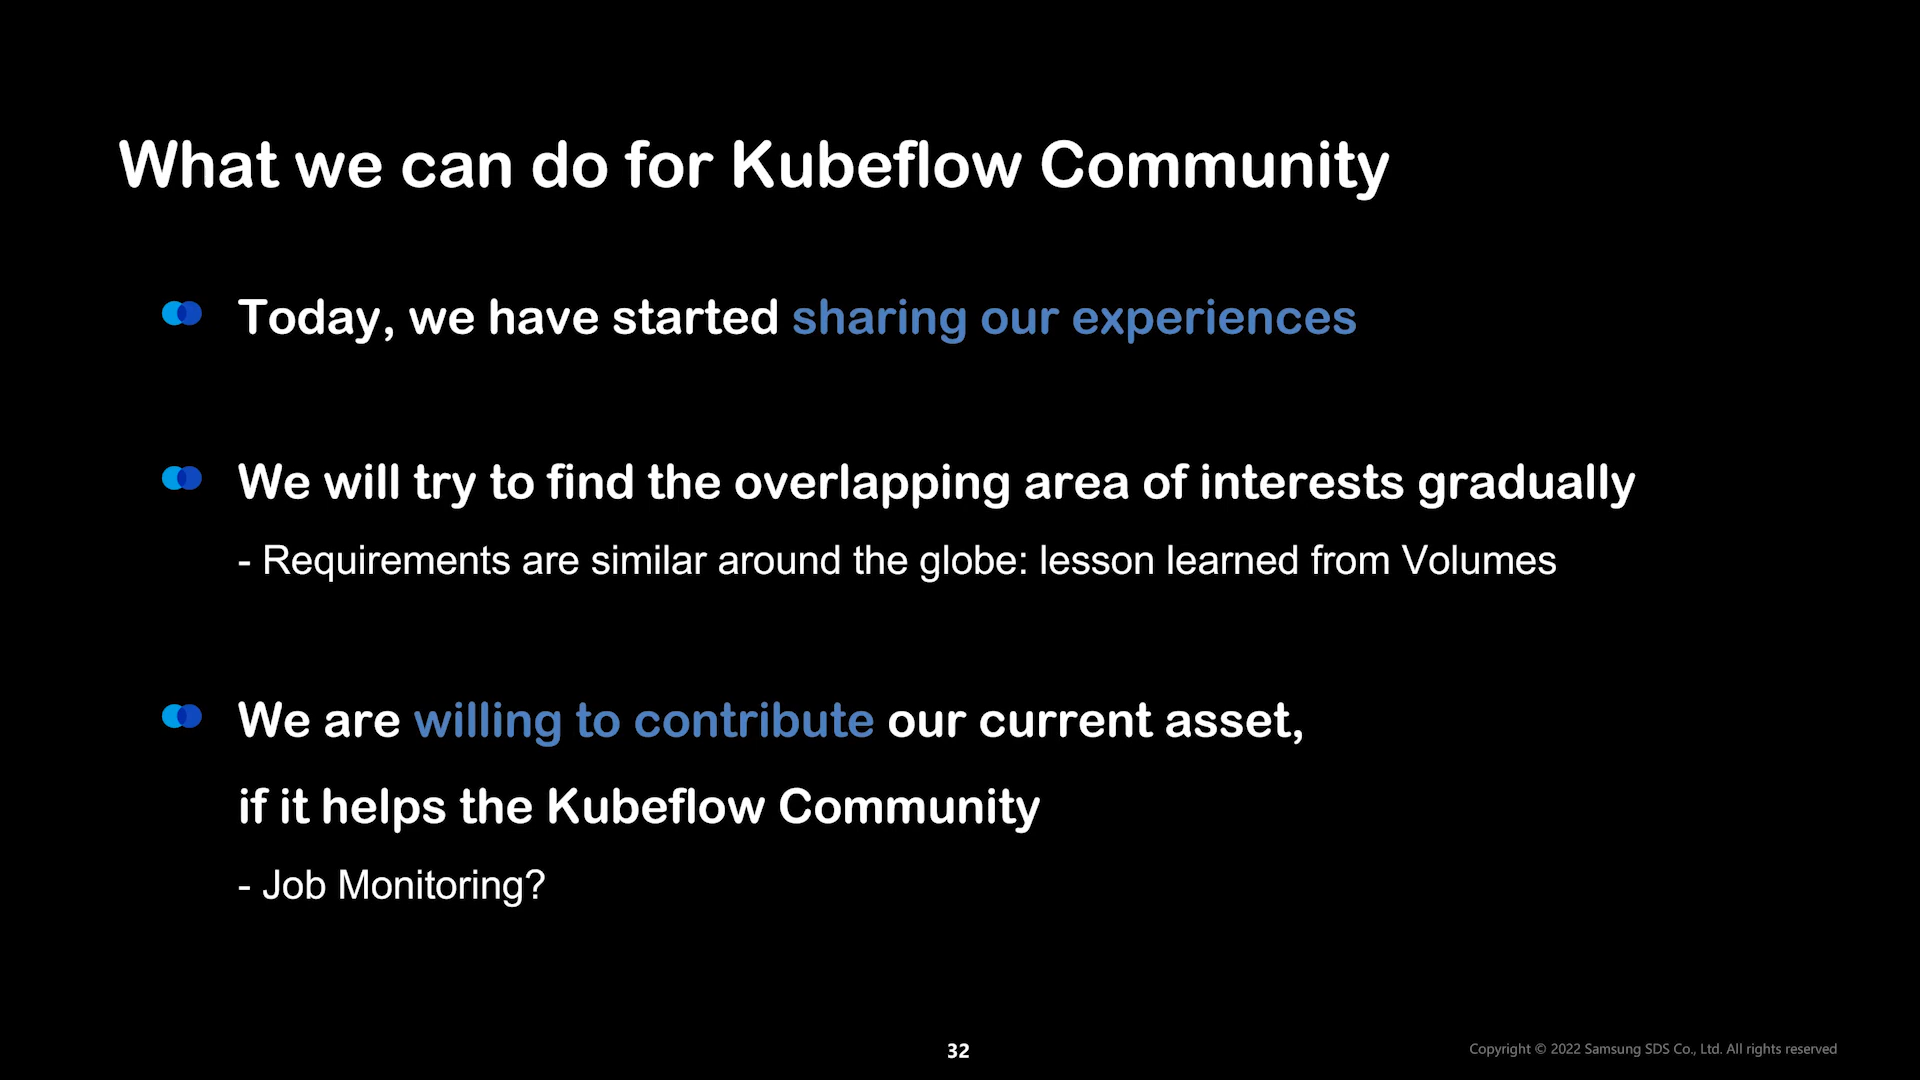 What we can do for Kubeflow Community
Today, we have started sharing our experiences
We will try to find the overlapping area of interests gradually
- Requirements are similar around the globe: lesson learned from Volumes
We are willing to contribute our current asset,
if it helps the Kubeflow Community
- Job Monitoring?
32
Copyright © 2022 Samsung SDS Co., Ltd. All rights reserved